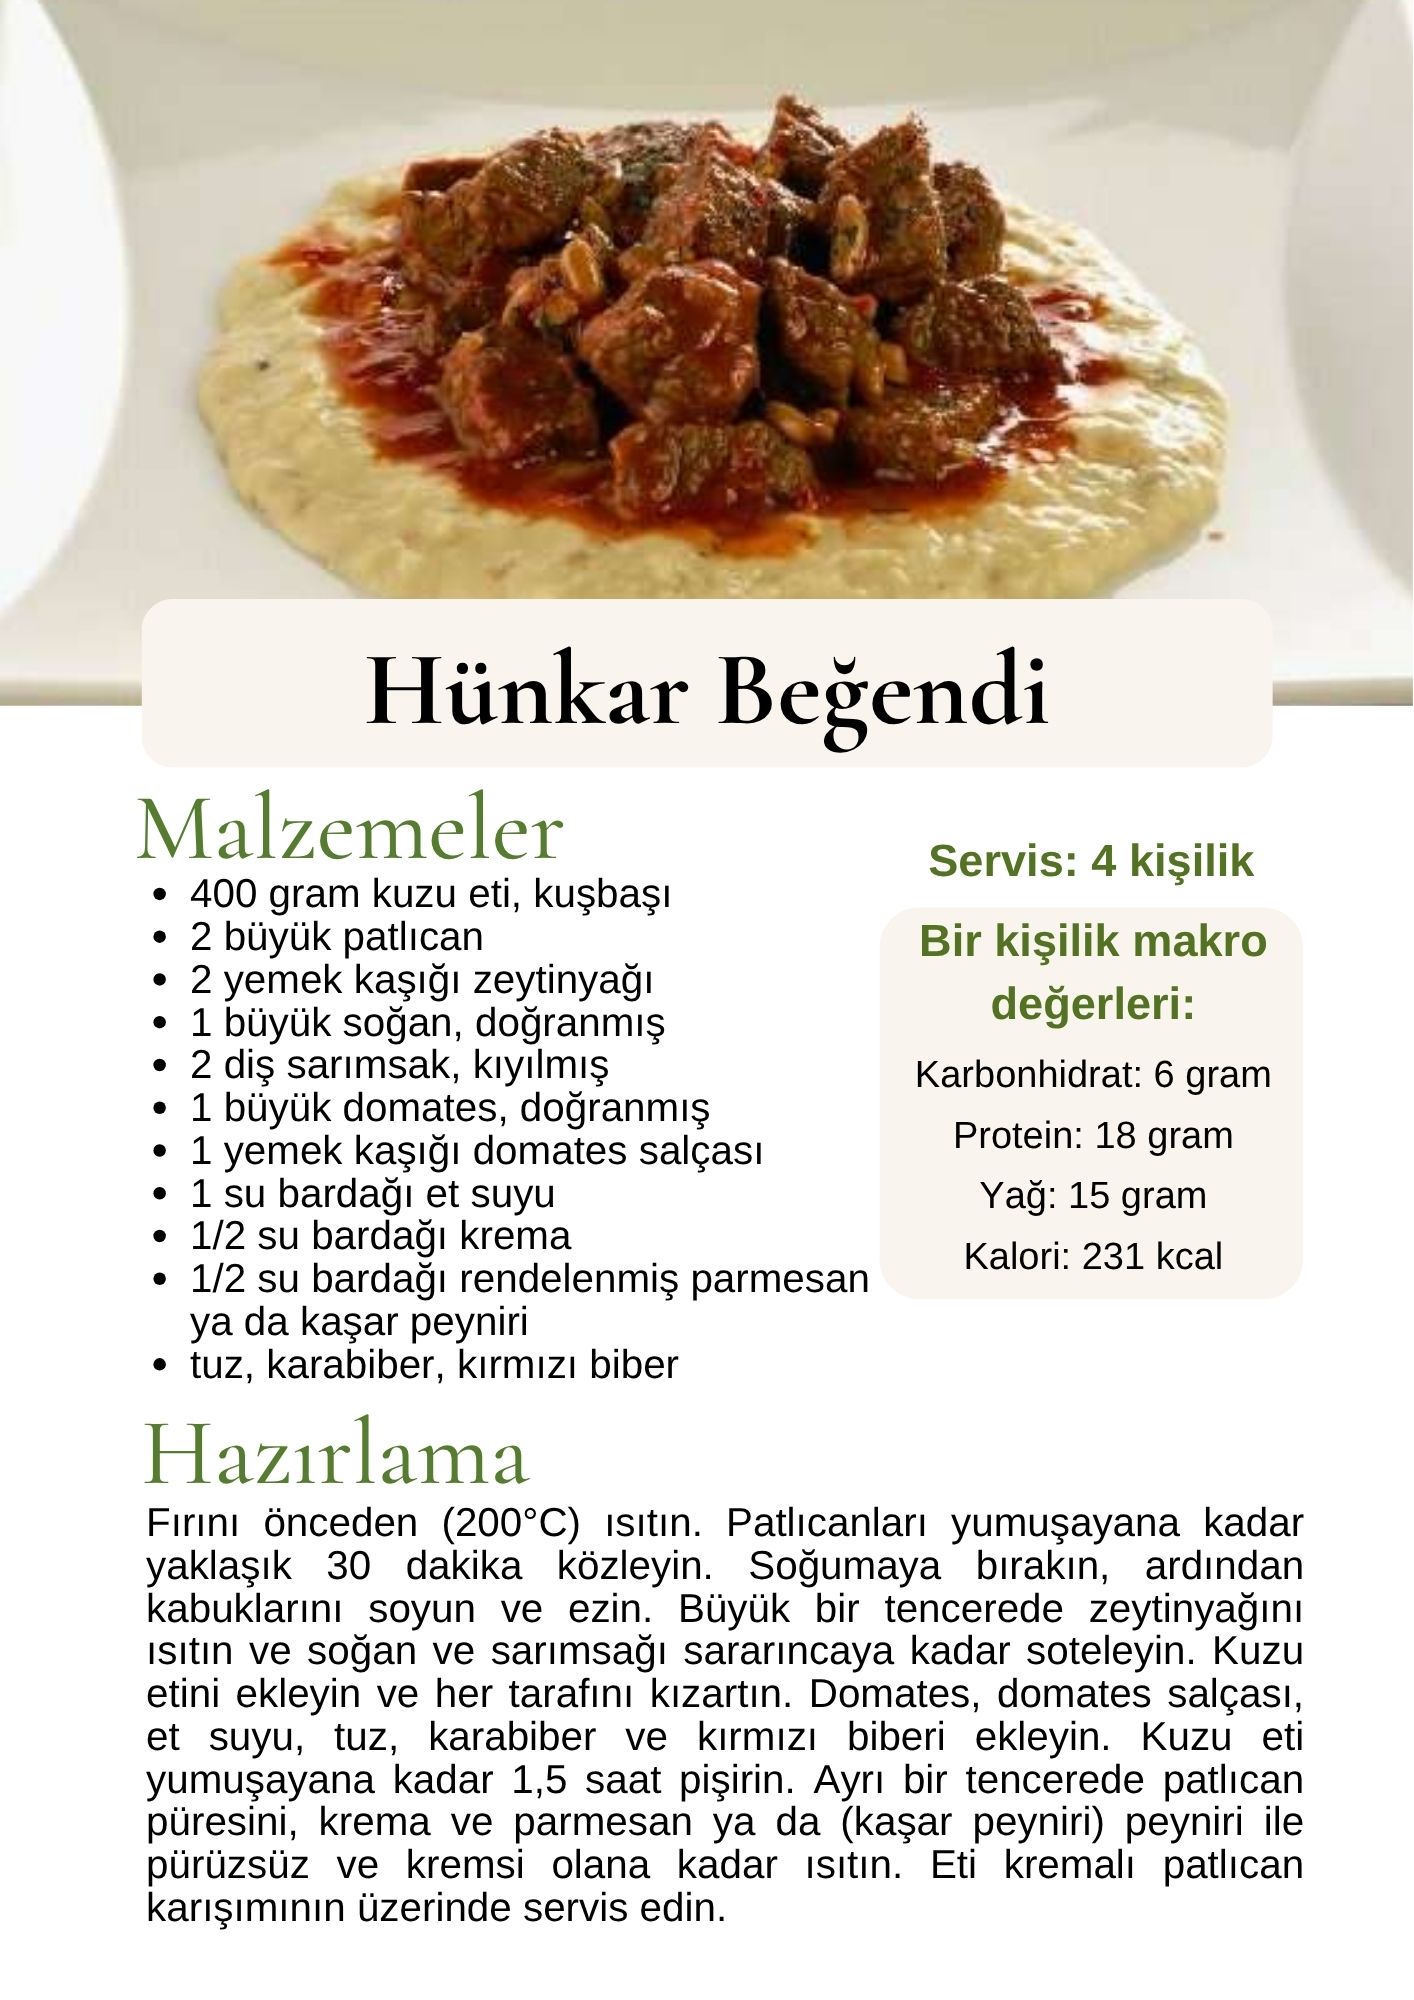 Hünkar Beğendi
Malzemeler
400 gram kuzu eti, kuşbaşı
2 büyük patlıcan
2 yemek kaşığı zeytinyağı
1 büyük soğan, doğranmış
2 diş sarımsak, kıyılmış
1 büyük domates, doğranmış
1 yemek kaşığı domates salçası
1 su bardağı et suyu
1/2 su bardağı krema
1/2 su bardağı rendelenmiş parmesan
ya da kaşar peyniri
tuz, karabiber, kırmızı biber
Servis: 4 kişilik
Bir kişilik makro
değerleri:
Karbonhidrat: 6 gram
Protein: 18 gram
Yağ: 15 gram
Kalori: 231 kcal
Hazırlama
Fırını önceden (200°C) ısıtın. Patlıcanları yumuşayana kadar
yaklaşık 30 dakika közleyin. Soğumaya bırakın, ardından
kabuklarını soyun ve ezin. Büyük bir tencerede zeytinyağını
ısıtın ve soğan ve sarımsağı sararıncaya kadar soteleyin. Kuzu
etini ekleyin ve her tarafını kızartın. Domates, domates salçası,
et suyu, tuz, karabiber ve kırmızı biberi ekleyin. Kuzu eti
yumuşayana kadar 1,5 saat pişirin. Ayrı bir tencerede patlıcan
püresini, krema ve parmesan ya da (kaşar peyniri) peyniri ile
pürüzsüz ve kremsi olana kadar ısıtın. Eti kremalı patlıcan
karışımının üzerinde servis edin.